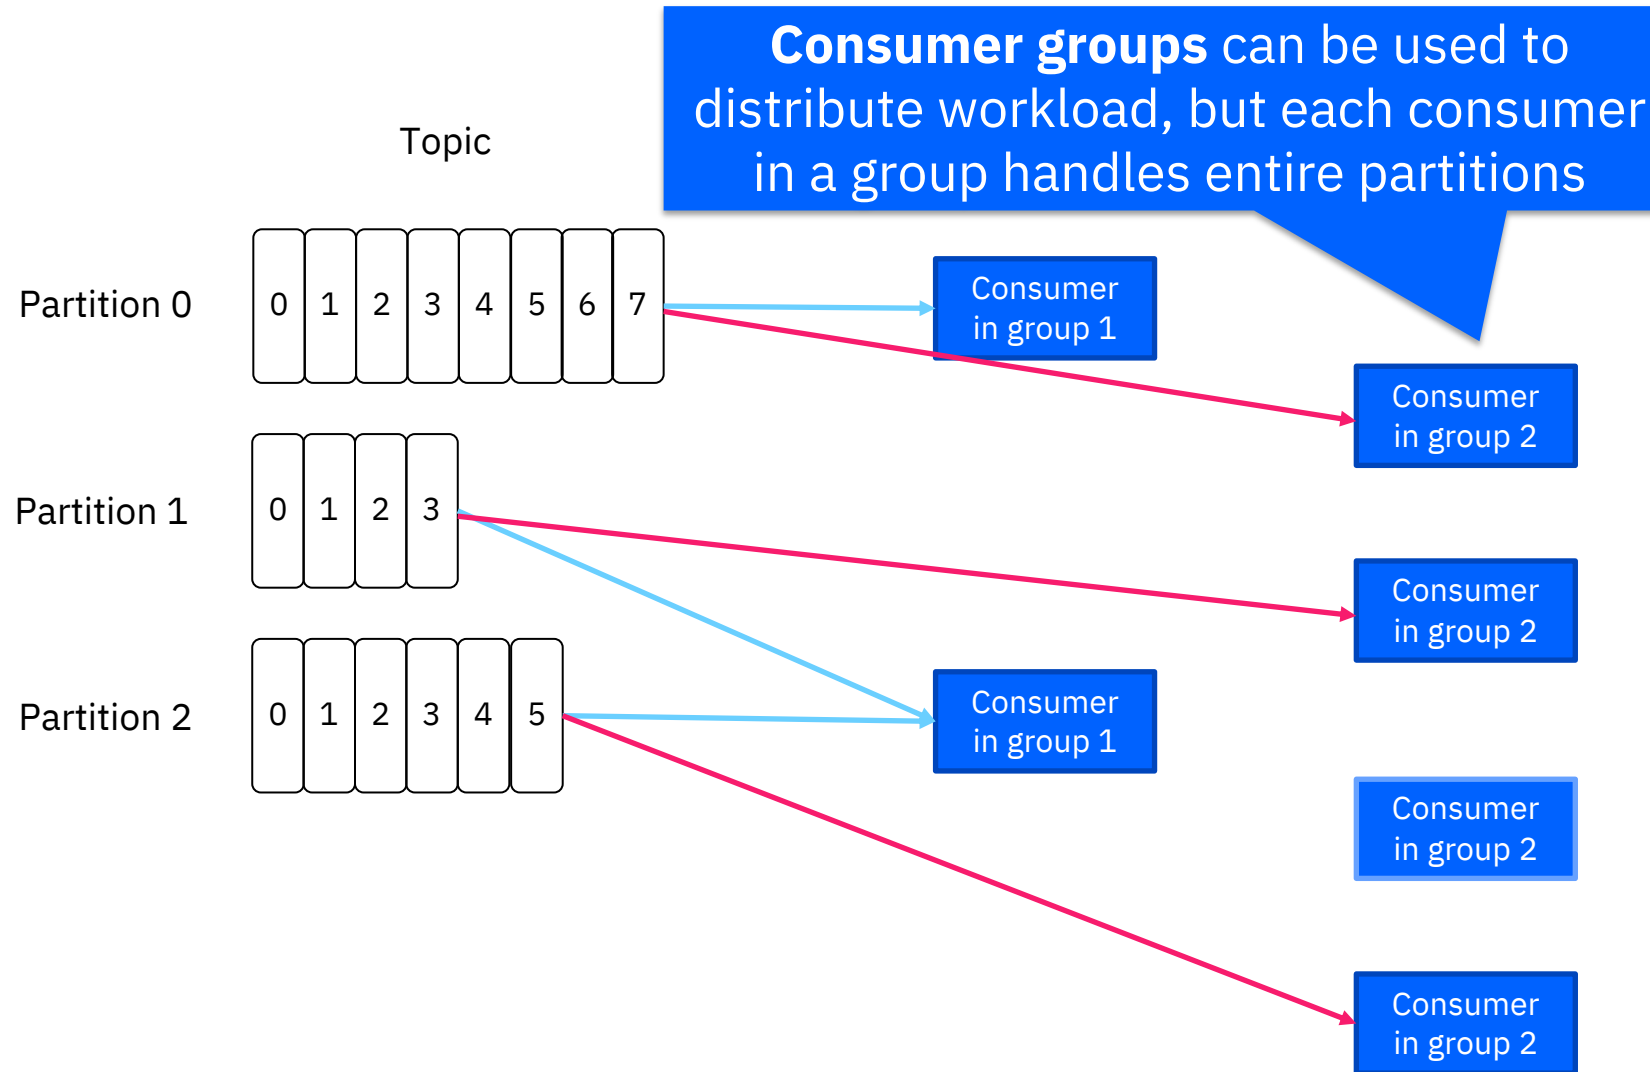 Consumer groups can be used to
distribute workload, but each consumer
in a group handles entire partitions
Topic
Partition 0
0 1 2 3 4 5 6 7
Consumer
in group 1
Consumer
in group 2
Partition 1
0 1 2 3
Consumer
in group 2
Partition 2
0 1 2 3 4 5
Consumer
in group 1
Consumer
in group 2
Consumer
in group 2